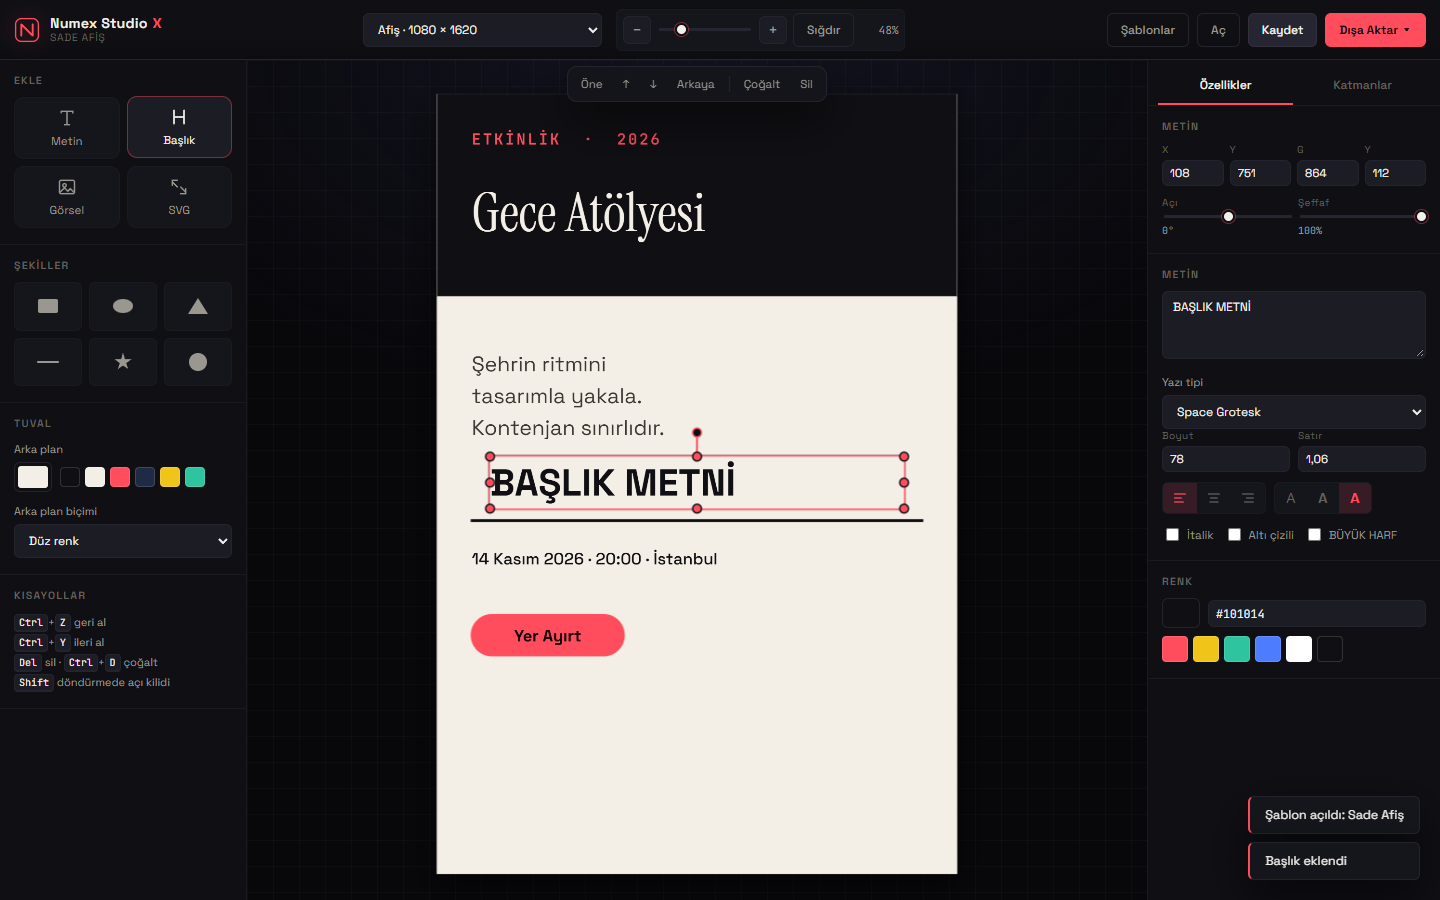 Numex Studio X
SADE AFİŞ
Afiş · 1080 × 1620
− + Sığdır 48%
Şablonlar Aç Kaydet Dışa Aktar
EKLE
Metin Başlık
Görsel SVG
ŞEKİLLER
TUVAL
Arka plan
Arka plan biçimi
Düz renk
KISAYOLLAR
Ctrl + Z geri al
Ctrl + Y ileri al
Del sil · Ctrl + D çoğalt
Shift döndürmede açı kilidi
Öne ↑ ↓ Arkaya Çoğalt Sil
ETKİNLİK · 2026
Gece Atölyesi
Şehrin ritmini
tasarımla yakala.
Kontenjan sınırlıdır.
BAŞLIK METNİ
14 Kasım 2026 · 20:00 · İstanbul
Yer Ayırt
Özellikler Katmanlar
METİN
X Y G Y
108 751 864 112
Açı Şeffaf
0° 100%
METİN
BAŞLIK METNİ
Yazı tipi
Space Grotesk
Boyut Satır
78 1,06
A A A
İtalik Altı çizili BÜYÜK HARF
RENK
#101014
Şablon açıldı: Sade Afiş
Başlık eklendi